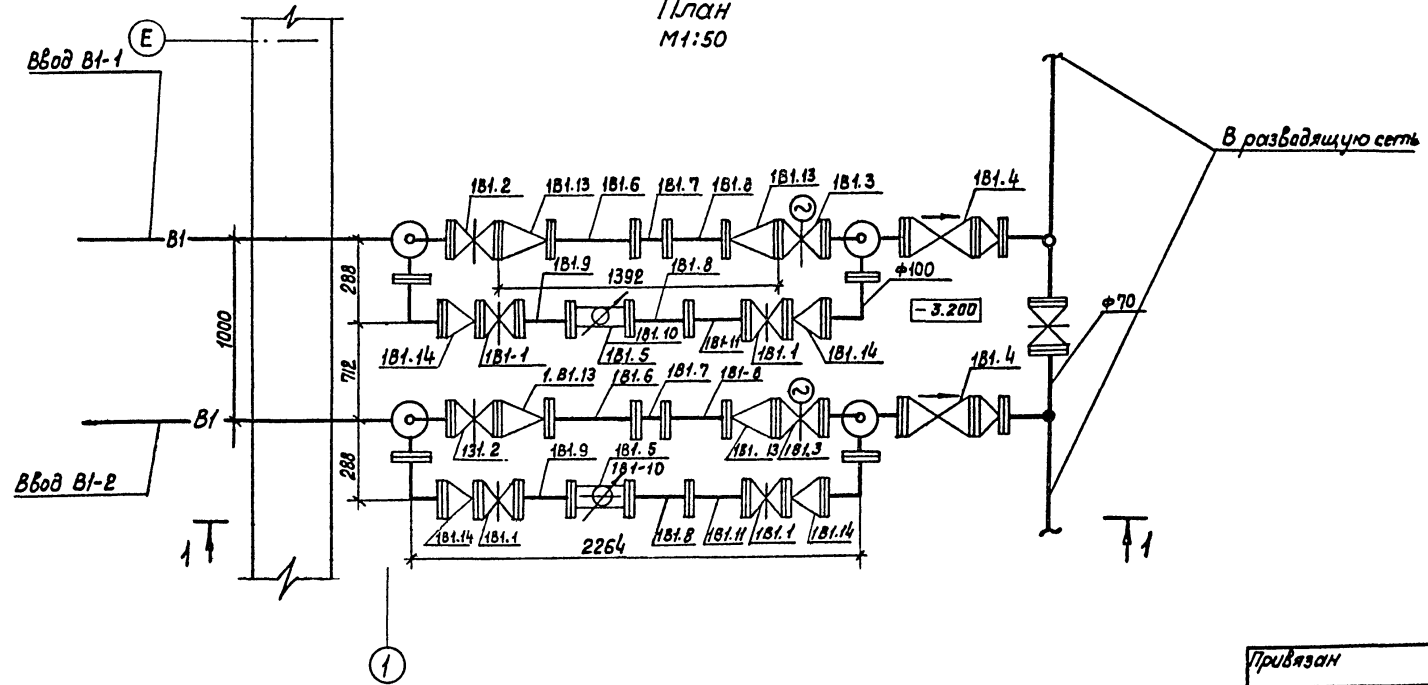 План
М1:50
Е
Ввод В1-1
В разводящую сеть
1В1.2
1В1.13
1В1.6
1В1.7
1В1.8
1В1.13
1В1.3
1В1.4
~
В1
1В1.9
1392
1В1.8
ф100
288
-3.200
ф70
1000
1В1.14
1В1-1
1В1.10
1В1.5
1В1-11
1В1.1
1В1.14
712
1.В1.13
1В1.6
1В1.7
1В1-8
~
1В1.4
В1
131.2
1В1.9
1В1.5
1В1-10
1В1.13
1В1.3
288
Ввод В1-2
1В1.14
1В1.1
1В1.8
1В1.11
1В1.1
1В1.14
1
2264
1
1
Привязан